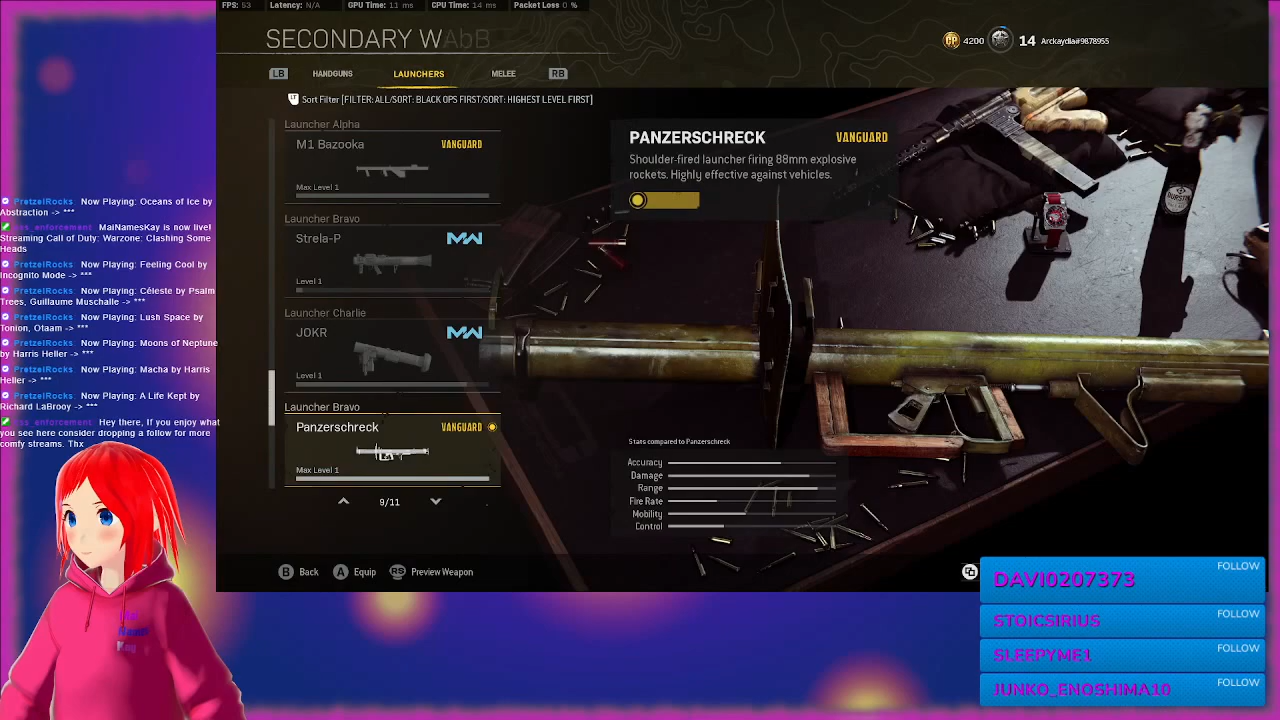 FPS: 53 Latency: N/A GPU Time: 11 ms CPU Time: 14 ms Packet Loss 0 %
SECONDARY WAbB
CP 4200 14 Arckaydia#9878955
LB HANDGUNS LAUNCHERS MELEE RB
LT Sort Filter [FILTER: ALL/SORT: BLACK OPS FIRST/SORT: HIGHEST LEVEL FIRST]
Launcher Alpha
M1 Bazooka VANGUARD
Max Level 1
Launcher Bravo
Strela-P MW
Level 1
Launcher Charlie
JOKR MW
Level 1
Launcher Bravo
Panzerschreck VANGUARD
Max Level 1
9/11
PANZERSCHRECK VANGUARD
Shoulder-fired launcher firing 88mm explosive
rockets. Highly effective against vehicles.
Stats compared to Panzerschreck
Accuracy
Damage
Range
Fire Rate
Mobility
Control
B Back A Equip RS Preview Weapon
PretzelRocks Now Playing: Oceans of Ice by
Abstraction -> ***
MaiNamesKay is now live!
Streaming Call of Duty: Warzone: Clashing Some
Heads
PretzelRocks Now Playing: Feeling Cool by
Incognito Mode -> ***
PretzelRocks Now Playing: Céleste by Psalm
Trees, Guillaume Muschalle -> ***
PretzelRocks Now Playing: Lush Space by
Tonion, Otaam -> ***
PretzelRocks Now Playing: Moons of Neptune
by Harris Heller -> ***
PretzelRocks Now Playing: Macha by Harris
Heller -> ***
PretzelRocks Now Playing: A Life Kept by
Richard LaBrooy -> ***
Hey there, If you enjoy what
you see here consider dropping a follow for more
comfy streams. Thx
Kay
DAVI0207373 FOLLOW
STOICSIRIUS FOLLOW
SLEEPYME1 FOLLOW
JUNKO_ENOSHIMA10 FOLLOW